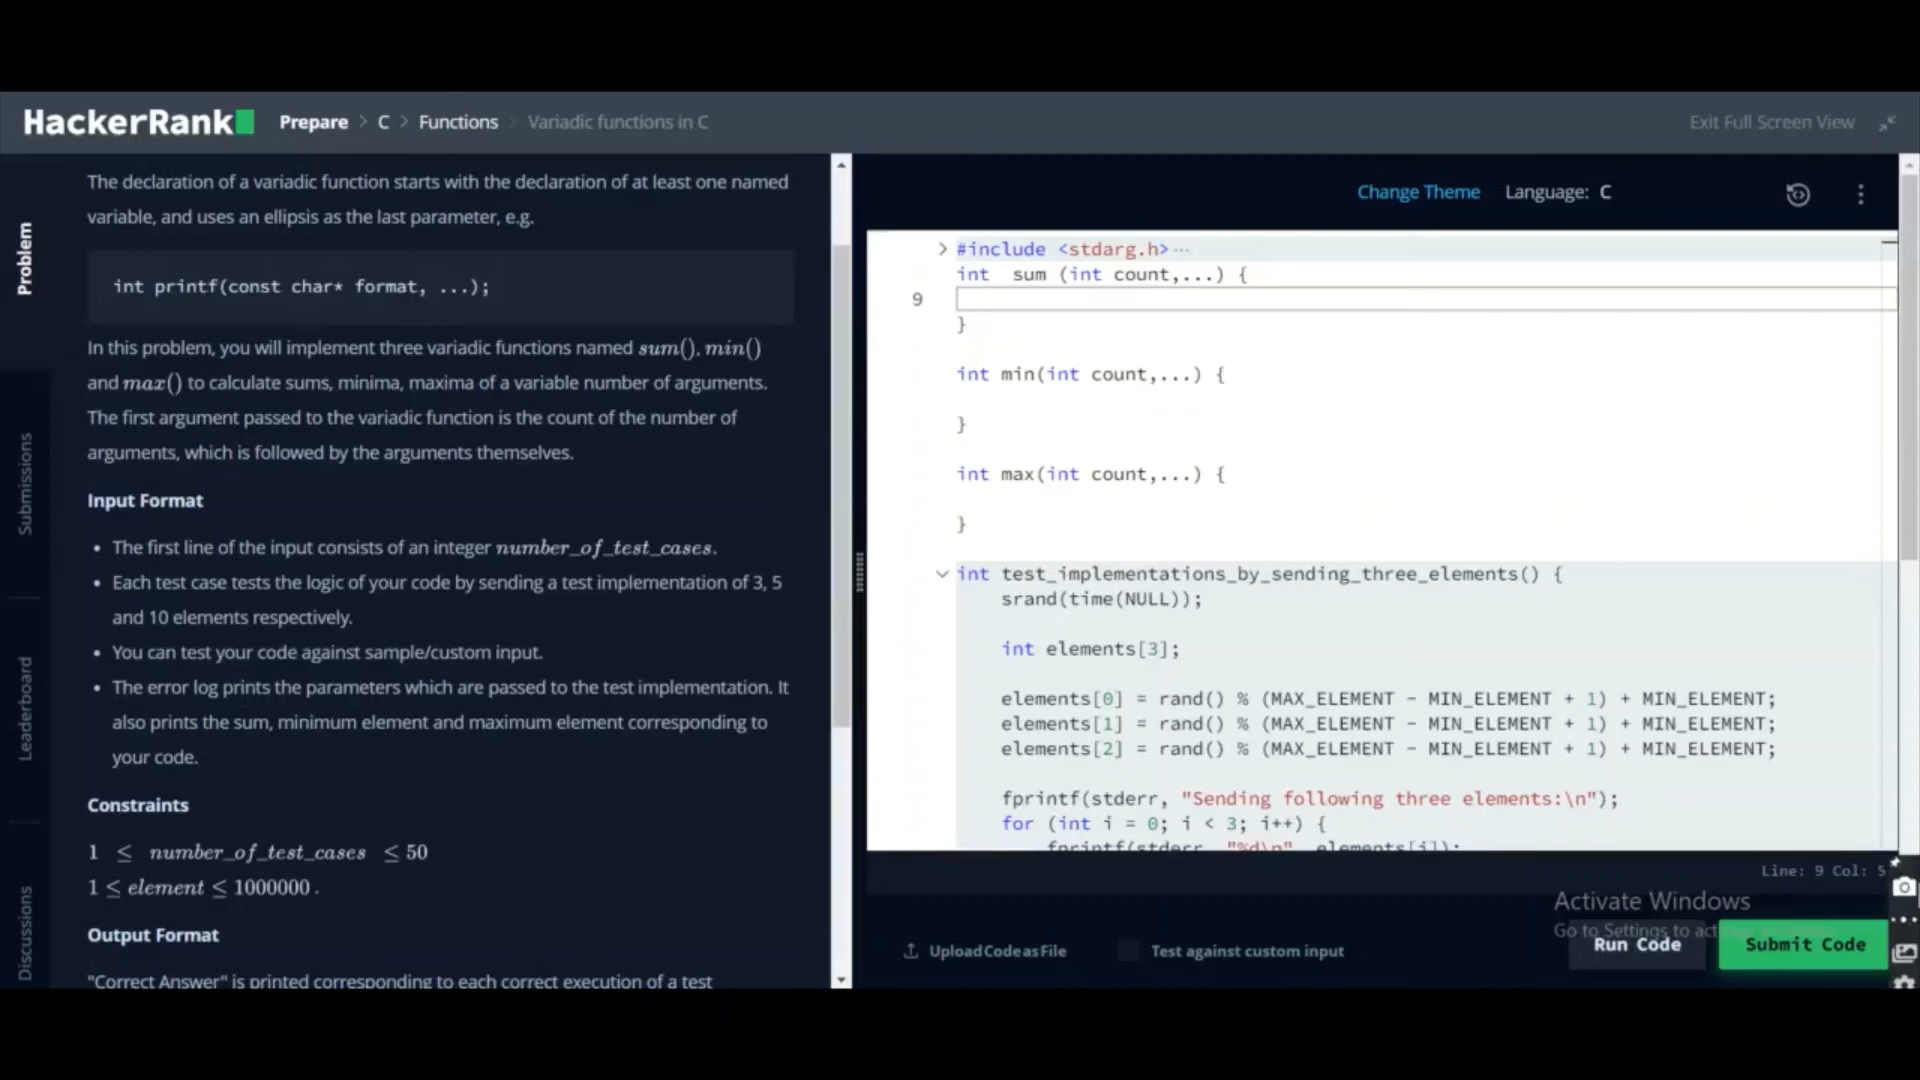 HackerRank Prepare > C > Functions > Variadic functions in C Exit Full Screen View
Problem
Submissions
Leaderboard
Discussions
The declaration of a variadic function starts with the declaration of at least one named
variable, and uses an ellipsis as the last parameter, e.g.
int printf(const char* format, ...);
In this problem, you will implement three variadic functions named sum(), min()
and max() to calculate sums, minima, maxima of a variable number of arguments.
The first argument passed to the variadic function is the count of the number of
arguments, which is followed by the arguments themselves.
Input Format
• The first line of the input consists of an integer number_of_test_cases.
• Each test case tests the logic of your code by sending a test implementation of 3, 5
and 10 elements respectively.
• You can test your code against sample/custom input.
• The error log prints the parameters which are passed to the test implementation. It
also prints the sum, minimum element and maximum element corresponding to
your code.
Constraints
1 ≤ number_of_test_cases ≤ 50
1 ≤ element ≤ 1000000 .
Output Format
"Correct Answer" is printed corresponding to each correct execution of a test
Change Theme Language: C
#include <stdarg.h> ...
int  sum (int count,...) {
9
}
int min(int count,...) {
}
int max(int count,...) {
}
int test_implementations_by_sending_three_elements() {
srand(time(NULL));
int elements[3];
elements[0] = rand() % (MAX_ELEMENT - MIN_ELEMENT + 1) + MIN_ELEMENT;
elements[1] = rand() % (MAX_ELEMENT - MIN_ELEMENT + 1) + MIN_ELEMENT;
elements[2] = rand() % (MAX_ELEMENT - MIN_ELEMENT + 1) + MIN_ELEMENT;
fprintf(stderr, "Sending following three elements:\n");
for (int i = 0; i < 3; i++) {
fprintf(stderr, "%d\n", elements[i]);
Line: 9 Col: 5
Activate Windows
Go to Settings to
Upload Code as File Test against custom input Run Code Submit Code